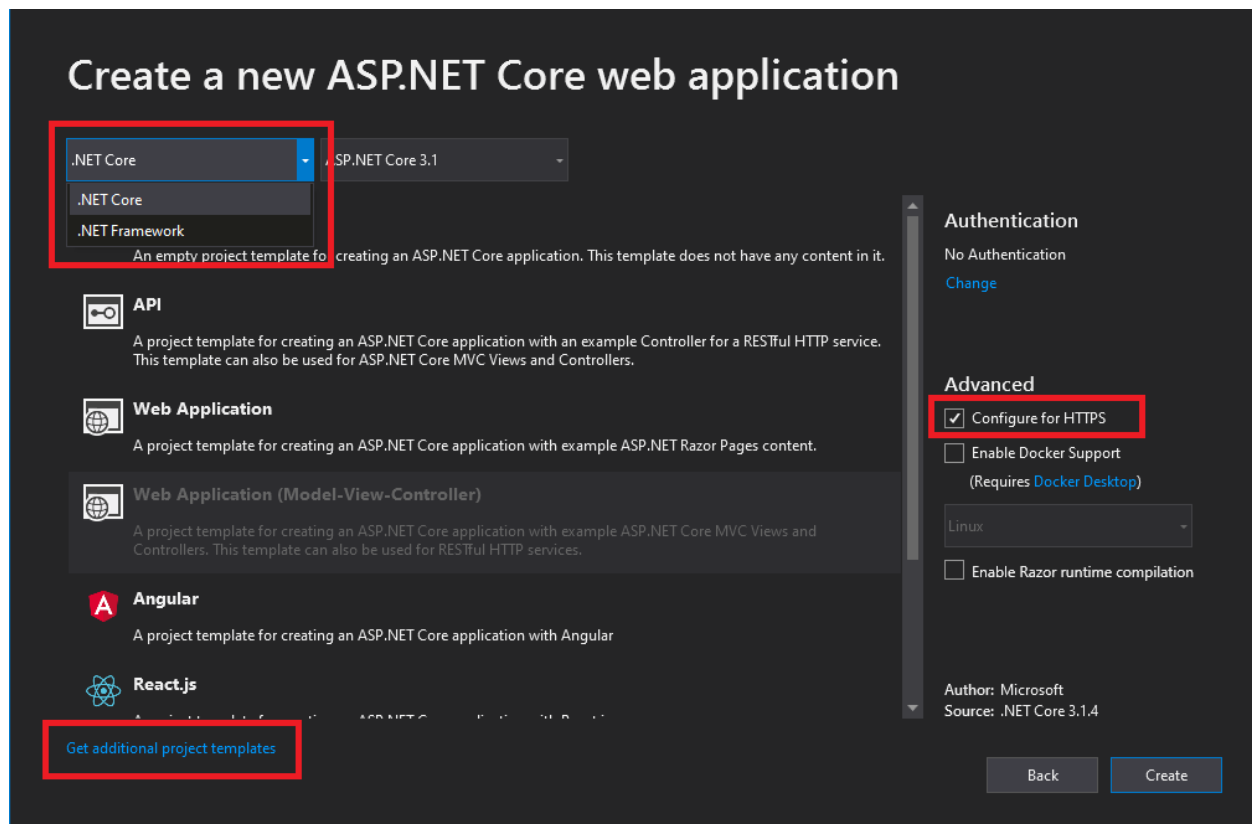 Create a new ASP.NET Core web application
.NET Core
ASP.NET Core 3.1
.NET Core
.NET Framework
An empty project template for creating an ASP.NET Core application. This template does not have any content in it.
API
A project template for creating an ASP.NET Core application with an example Controller for a RESTful HTTP service.
This template can also be used for ASP.NET Core MVC Views and Controllers.
Web Application
A project template for creating an ASP.NET Core application with example ASP.NET Razor Pages content.
Web Application (Model-View-Controller)
A project template for creating an ASP.NET Core application with example ASP.NET Core MVC Views and
Controllers. This template can also be used for RESTful HTTP services.
Angular
A project template for creating an ASP.NET Core application with Angular
React.js
Get additional project templates
Authentication
No Authentication
Change
Advanced
Configure for HTTPS
Enable Docker Support
(Requires Docker Desktop)
Linux
Enable Razor runtime compilation
Author: Microsoft
Source: .NET Core 3.1.4
Back
Create